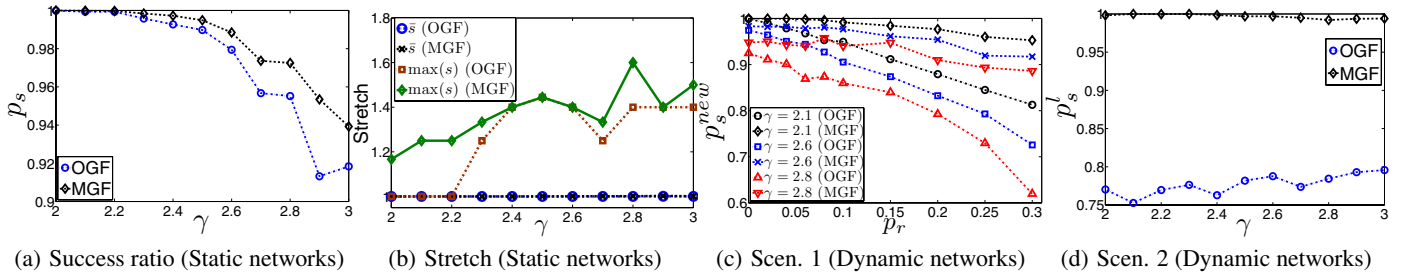 1
0.98
0.96
0.94
0.92
0.9
2
2.2
2.4
2.6
2.8
3
p_s
γ
OGF
MGF
(a) Success ratio (Static networks)
1.8
1.6
1.4
1.2
2
2.2
2.4
2.6
2.8
3
Stretch
γ
s̄ (OGF)
s̄ (MGF)
max(s) (OGF)
max(s) (MGF)
(b) Stretch (Static networks)
1
0.9
0.8
0.7
0.6
0
0.05
0.1
0.15
0.2
0.25
0.3
p_s^{new}
p_r
γ = 2.1 (OGF)
γ = 2.1 (MGF)
γ = 2.6 (OGF)
γ = 2.6 (MGF)
γ = 2.8 (OGF)
γ = 2.8 (MGF)
(c) Scen. 1 (Dynamic networks)
1
0.95
0.9
0.85
0.8
0.75
2
2.2
2.4
2.6
2.8
3
p_s^l
γ
OGF
MGF
(d) Scen. 2 (Dynamic networks)